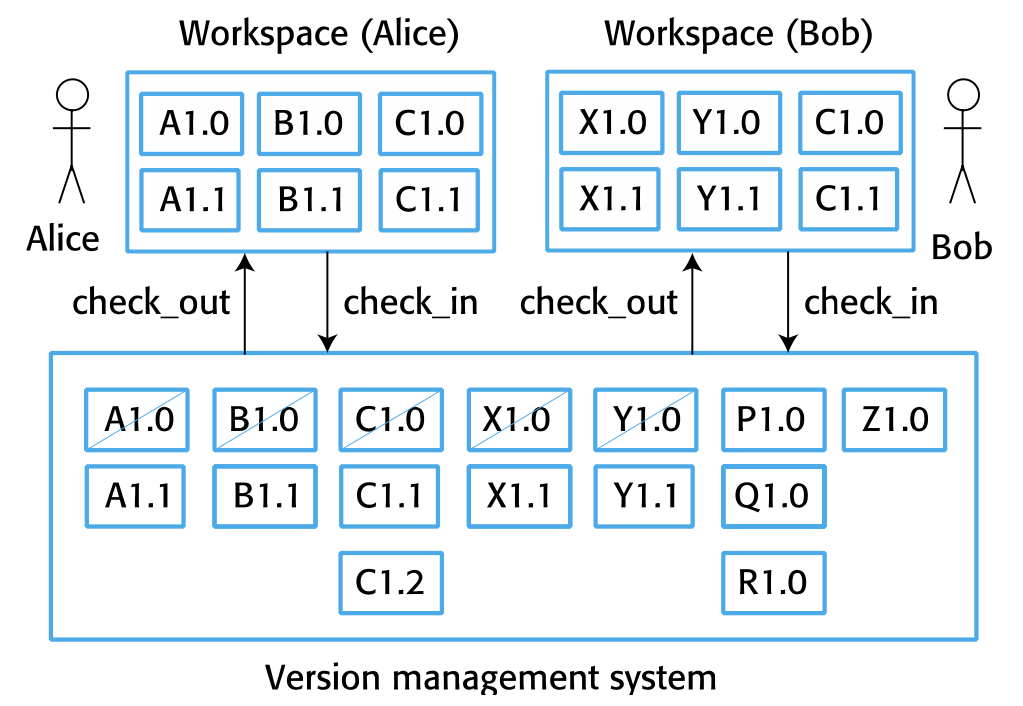 Workspace (Alice) Workspace (Bob)
A1.0 B1.0 C1.0 X1.0 Y1.0 C1.0
A1.1 B1.1 C1.1 X1.1 Y1.1 C1.1
Alice Bob
check_out check_in check_out check_in
A1.0 B1.0 C1.0 X1.0 Y1.0 P1.0 Z1.0
A1.1 B1.1 C1.1 X1.1 Y1.1 Q1.0
C1.2 R1.0
Version management system